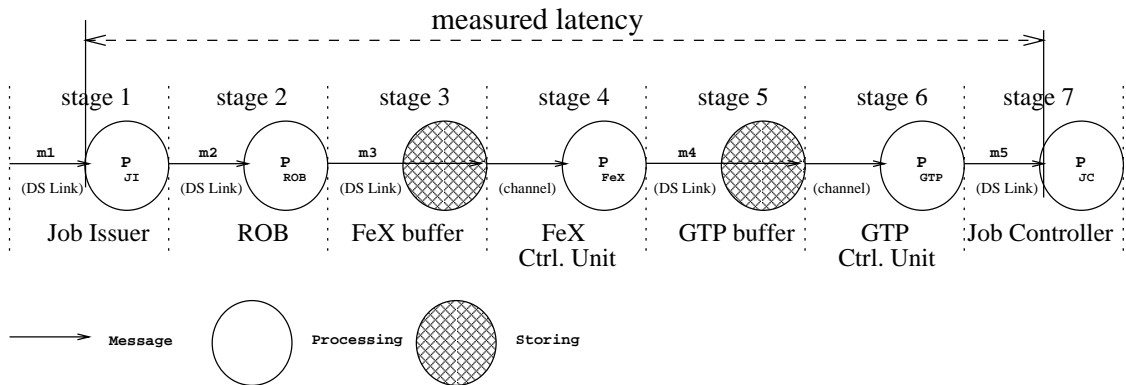 measured latency
stage 1 stage 2 stage 3 stage 4 stage 5 stage 6 stage 7
m1 P JI m2 P ROB m3 P FeX m4 P GTP m5 P JC
(DS Link) (DS Link) (DS Link) (channel) (DS Link) (channel) (DS Link)
Job Issuer ROB FeX buffer FeX GTP buffer GTP Job Controller
Ctrl. Unit Ctrl. Unit
Message Processing Storing